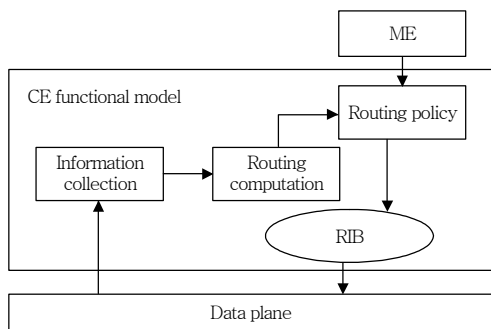 ME
CE functional model
Routing policy
Information
collection
Routing
computation
RIB
Data plane